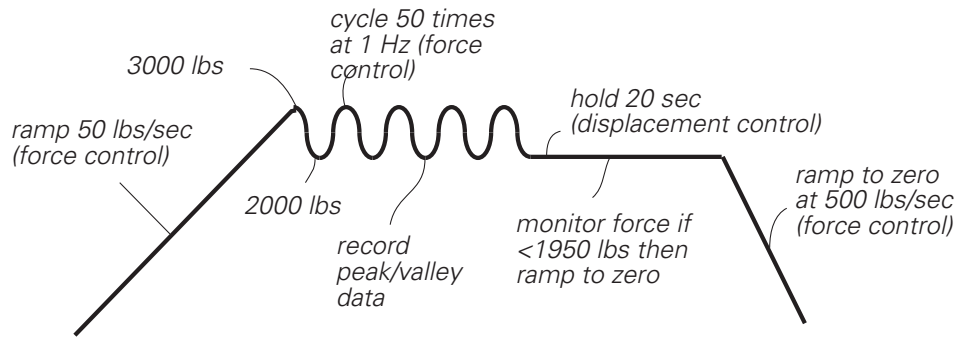 cycle 50 times
at 1 Hz (force
control)
3000 lbs
ramp 50 lbs/sec
(force control)
2000 lbs
record
peak/valley
data
hold 20 sec
(displacement control)
monitor force if
<1950 lbs then
ramp to zero
ramp to zero
at 500 lbs/sec
(force control)